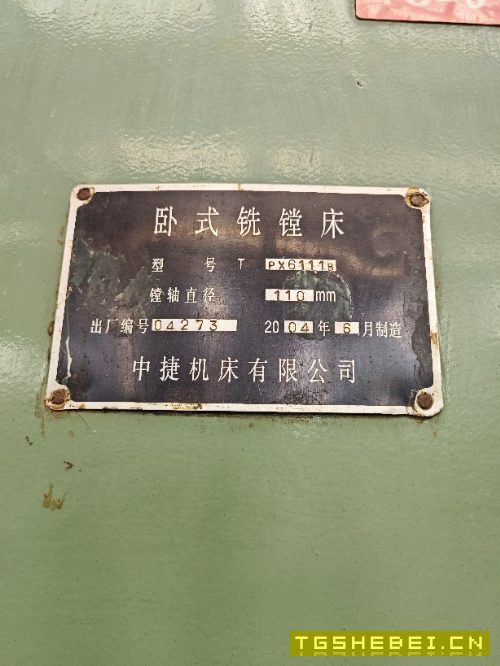 卧式铣镗床
型 号 T PX6111B
镗轴直径 110 mm
出厂编号 04273 2004年6月制造
中捷机床有限公司
TGSHEBEI.CN